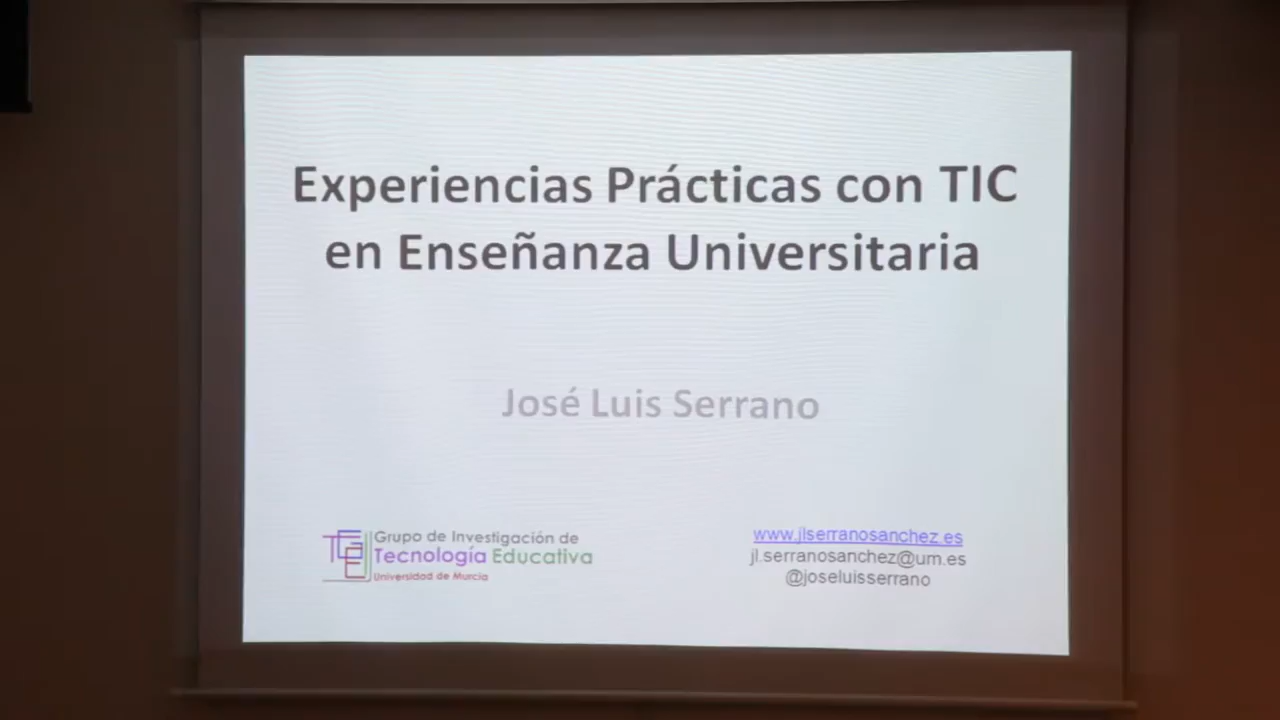 Experiencias Prácticas con TIC
en Enseñanza Universitaria
José Luis Serrano
Grupo de Investigación de
Tecnología Educativa
Universidad de Murcia
www.jlserranosanchez.es
jl.serranosanchez@um.es
@joseluisserrano